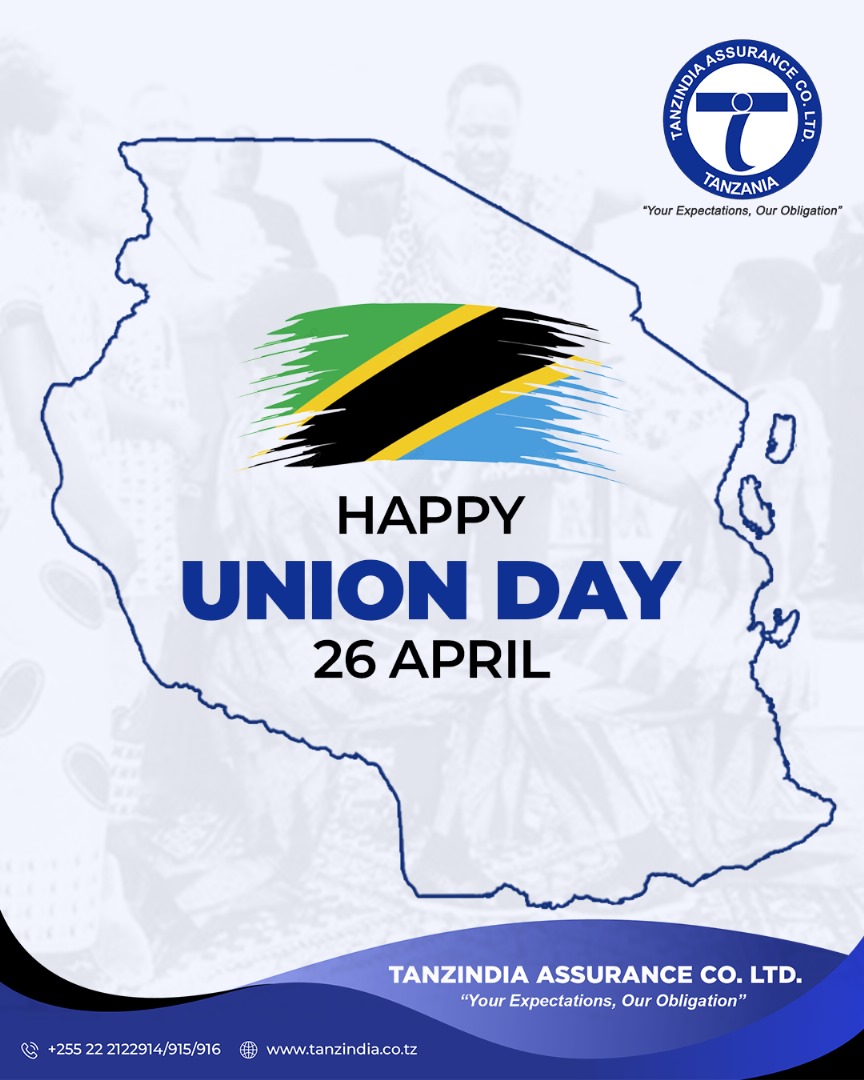 TANZINDIA ASSURANCE CO. LTD.
TANZANIA
"Your Expectations, Our Obligation"
HAPPY
UNION DAY
26 APRIL
TANZINDIA ASSURANCE CO. LTD.
"Your Expectations, Our Obligation"
+255 22 2122914/915/916 www.tanzindia.co.tz